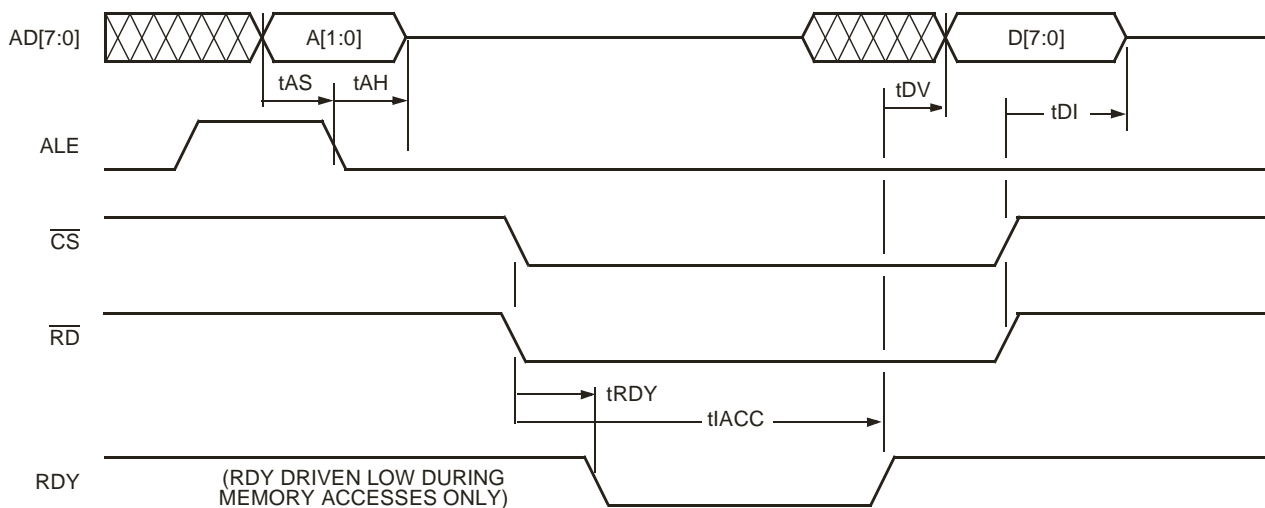 AD[7:0]
A[1:0]
D[7:0]
tAS
tAH
tDV
tDI
ALE
CS
RD
tRDY
tIACC
RDY
(RDY DRIVEN LOW DURING
MEMORY ACCESSES ONLY)